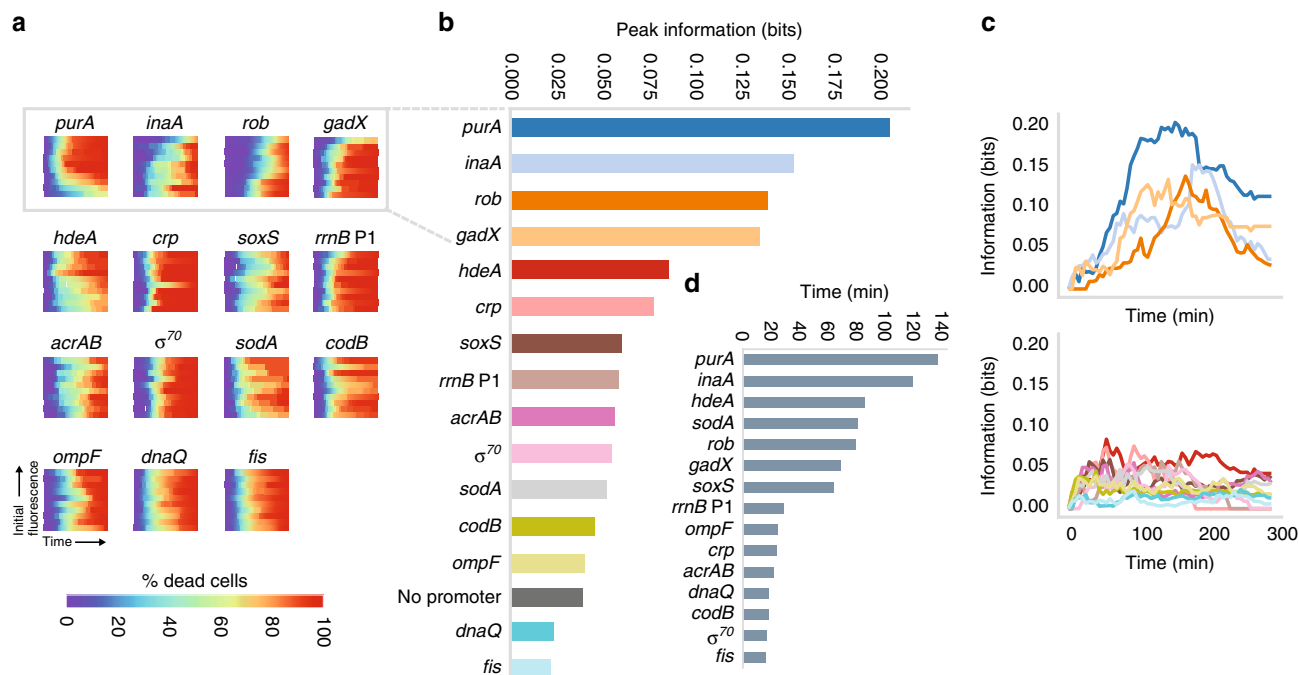 a
purA inaA rob gadX
hdeA crp soxS rrnB P1
acrAB σ70 sodA codB
ompF dnaQ fis
Initial
fluorescence
Time
% dead cells
0 20 40 60 80 100
b
Peak information (bits)
0.000 0.025 0.050 0.075 0.100 0.125 0.150 0.175 0.200
purA
inaA
rob
gadX
hdeA
crp
soxS
rrnB P1
acrAB
σ70
sodA
codB
ompF
No promoter
dnaQ
fis
d
Time (min)
0 20 40 60 80 100 120 140
purA
inaA
hdeA
sodA
rob
gadX
soxS
rrnB P1
ompF
crp
acrAB
dnaQ
codB
σ70
fis
c
Information (bits)
0.20
0.15
0.10
0.05
0.00
Time (min)
Information (bits)
0.20
0.15
0.10
0.05
0.00
0 100 200 300
Time (min)